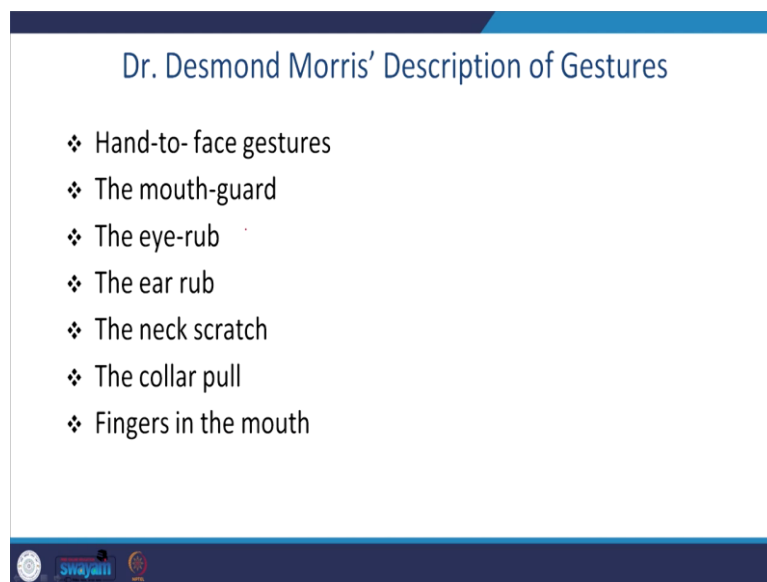 Dr. Desmond Morris’ Description of Gestures
❖ Hand-to- face gestures
❖ The mouth-guard
❖ The eye-rub
❖ The ear rub
❖ The neck scratch
❖ The collar pull
❖ Fingers in the mouth
swayam